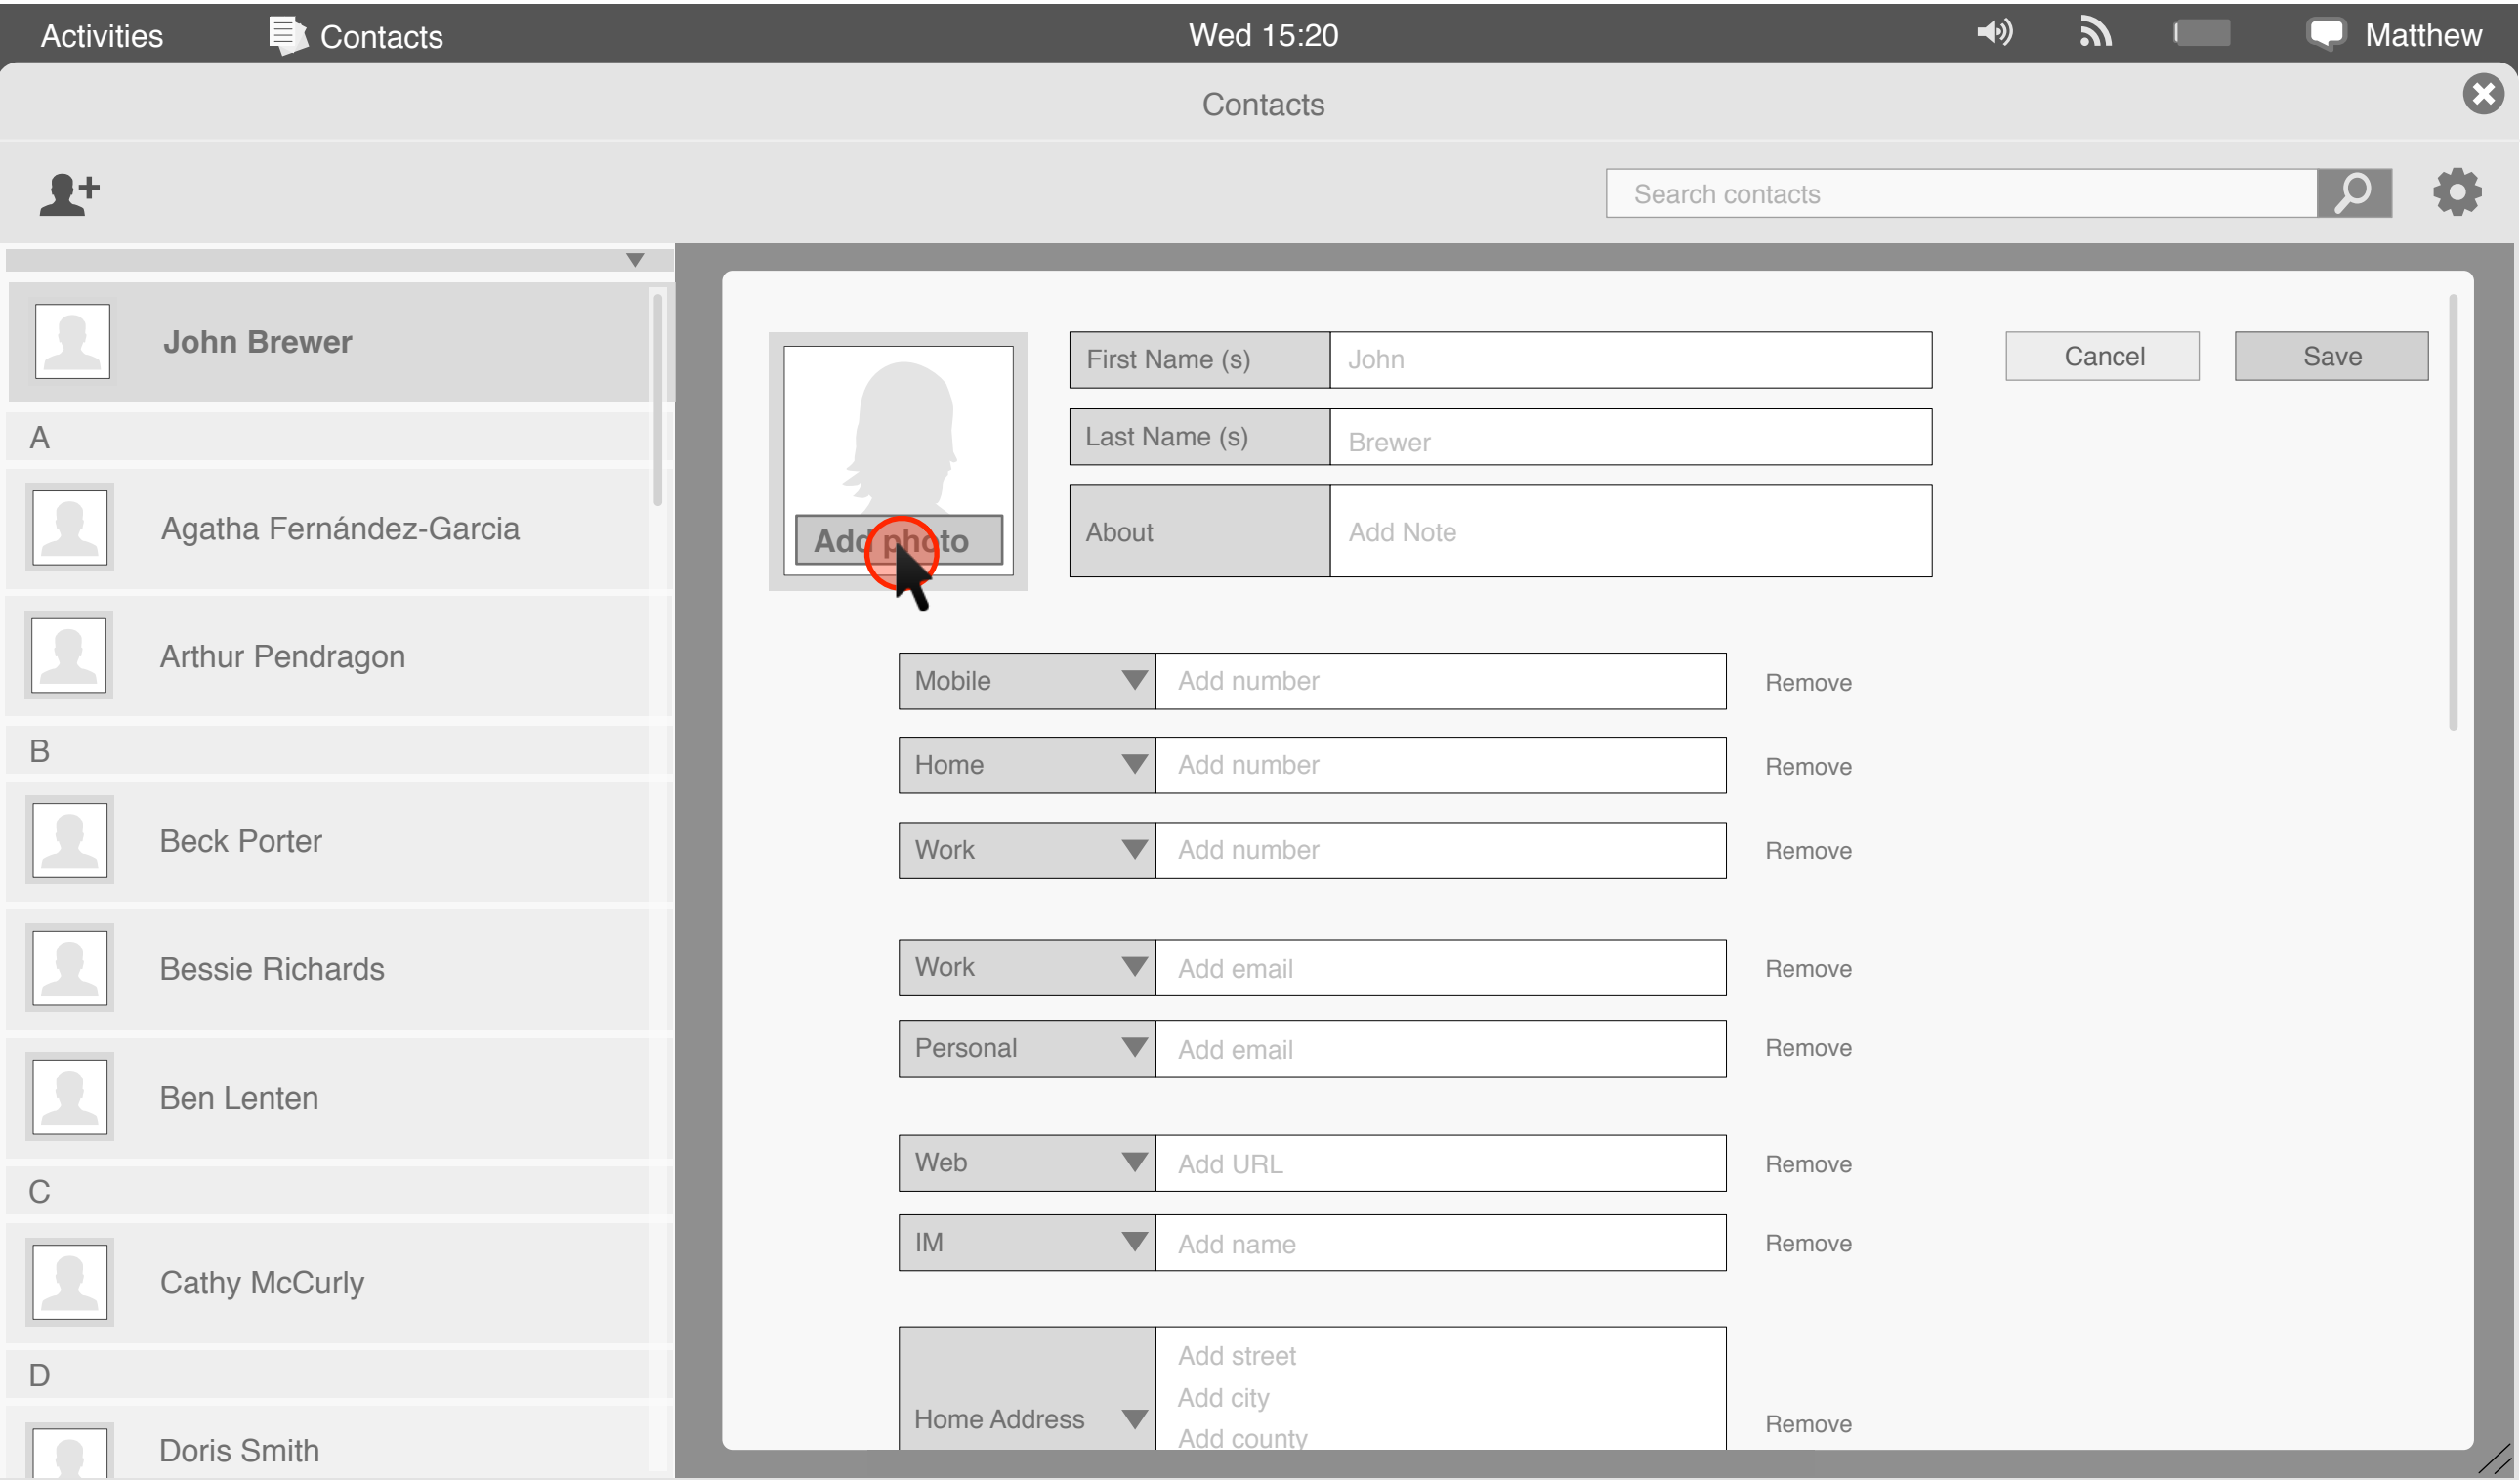 Activities
Contacts
Wed 15:20
Matthew
Contacts
Search contacts
John Brewer
A
Agatha Fernández-Garcia
Arthur Pendragon
B
Beck Porter
Bessie Richards
Ben Lenten
C
Cathy McCurly
D
Doris Smith
Add photo
First Name (s)
John
Last Name (s)
Brewer
About
Add Note
Cancel
Save
Mobile
Add number
Remove
Home
Add number
Remove
Work
Add number
Remove
Work
Add email
Remove
Personal
Add email
Remove
Web
Add URL
Remove
IM
Add name
Remove
Home Address
Add street
Add city
Add county
Remove